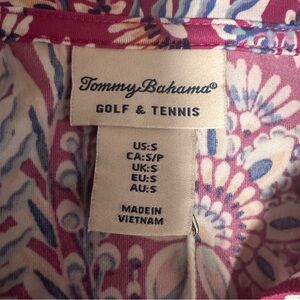 Tommy Bahama®
GOLF & TENNIS
US:S
CA:S/P
UK:S
EU:S
AU:S
MADE IN
VIETNAM